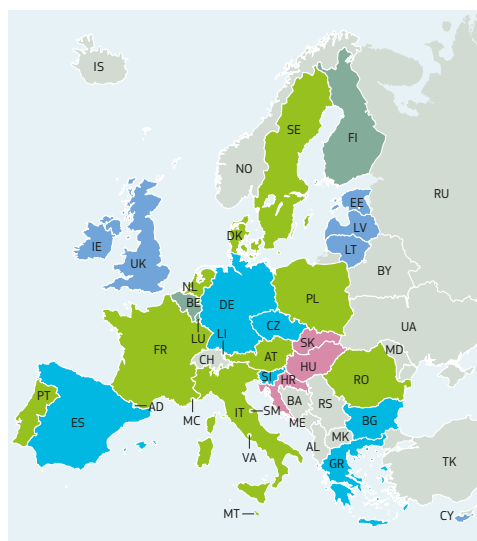 IS
SE
FI
NO
RU
EE
LV
LT
DK
IE
UK
BY
NL
BE
DE
PL
LU
LI
CZ
UA
FR
SK
MD
CH
AT
HU
RO
SI
HR
PT
AD
MC
IT
SM
BA
RS
ES
ME
BG
VA
AL
MK
GR
TK
MT
CY